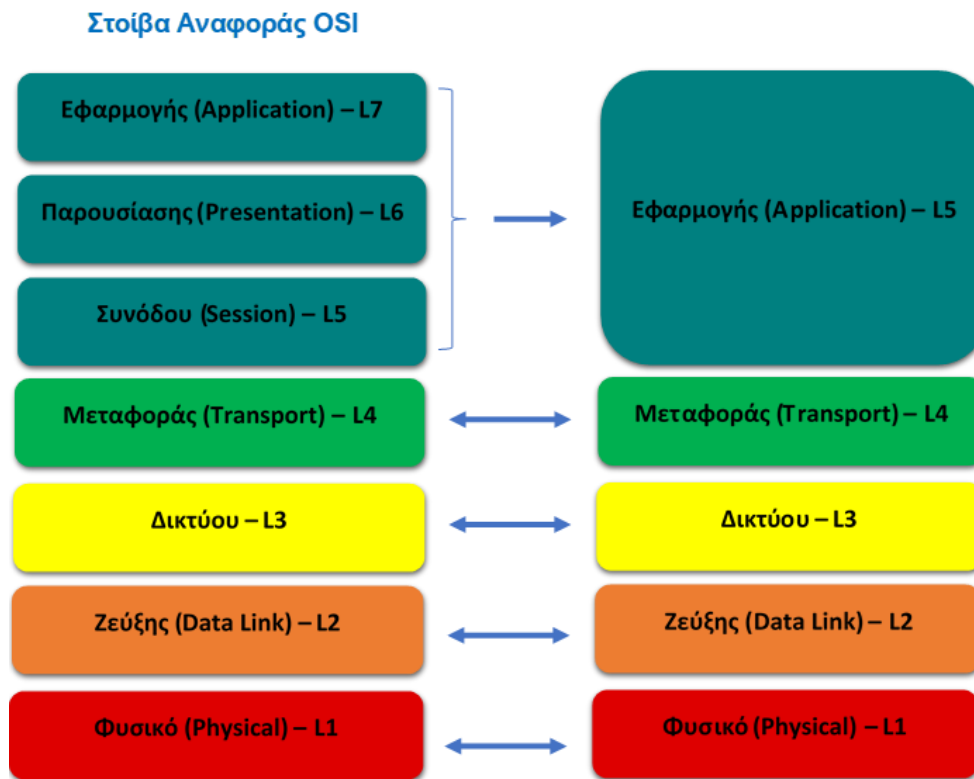 Στοίβα Αναφοράς OSI
Εφαρμογής (Application) – L7
Παρουσίασης (Presentation) – L6
Συνόδου (Session) – L5
Μεταφοράς (Transport) – L4
Δικτύου – L3
Ζεύξης (Data Link) – L2
Φυσικό (Physical) – L1
Εφαρμογής (Application) – L5
Μεταφοράς (Transport) – L4
Δικτύου – L3
Ζεύξης (Data Link) – L2
Φυσικό (Physical) – L1